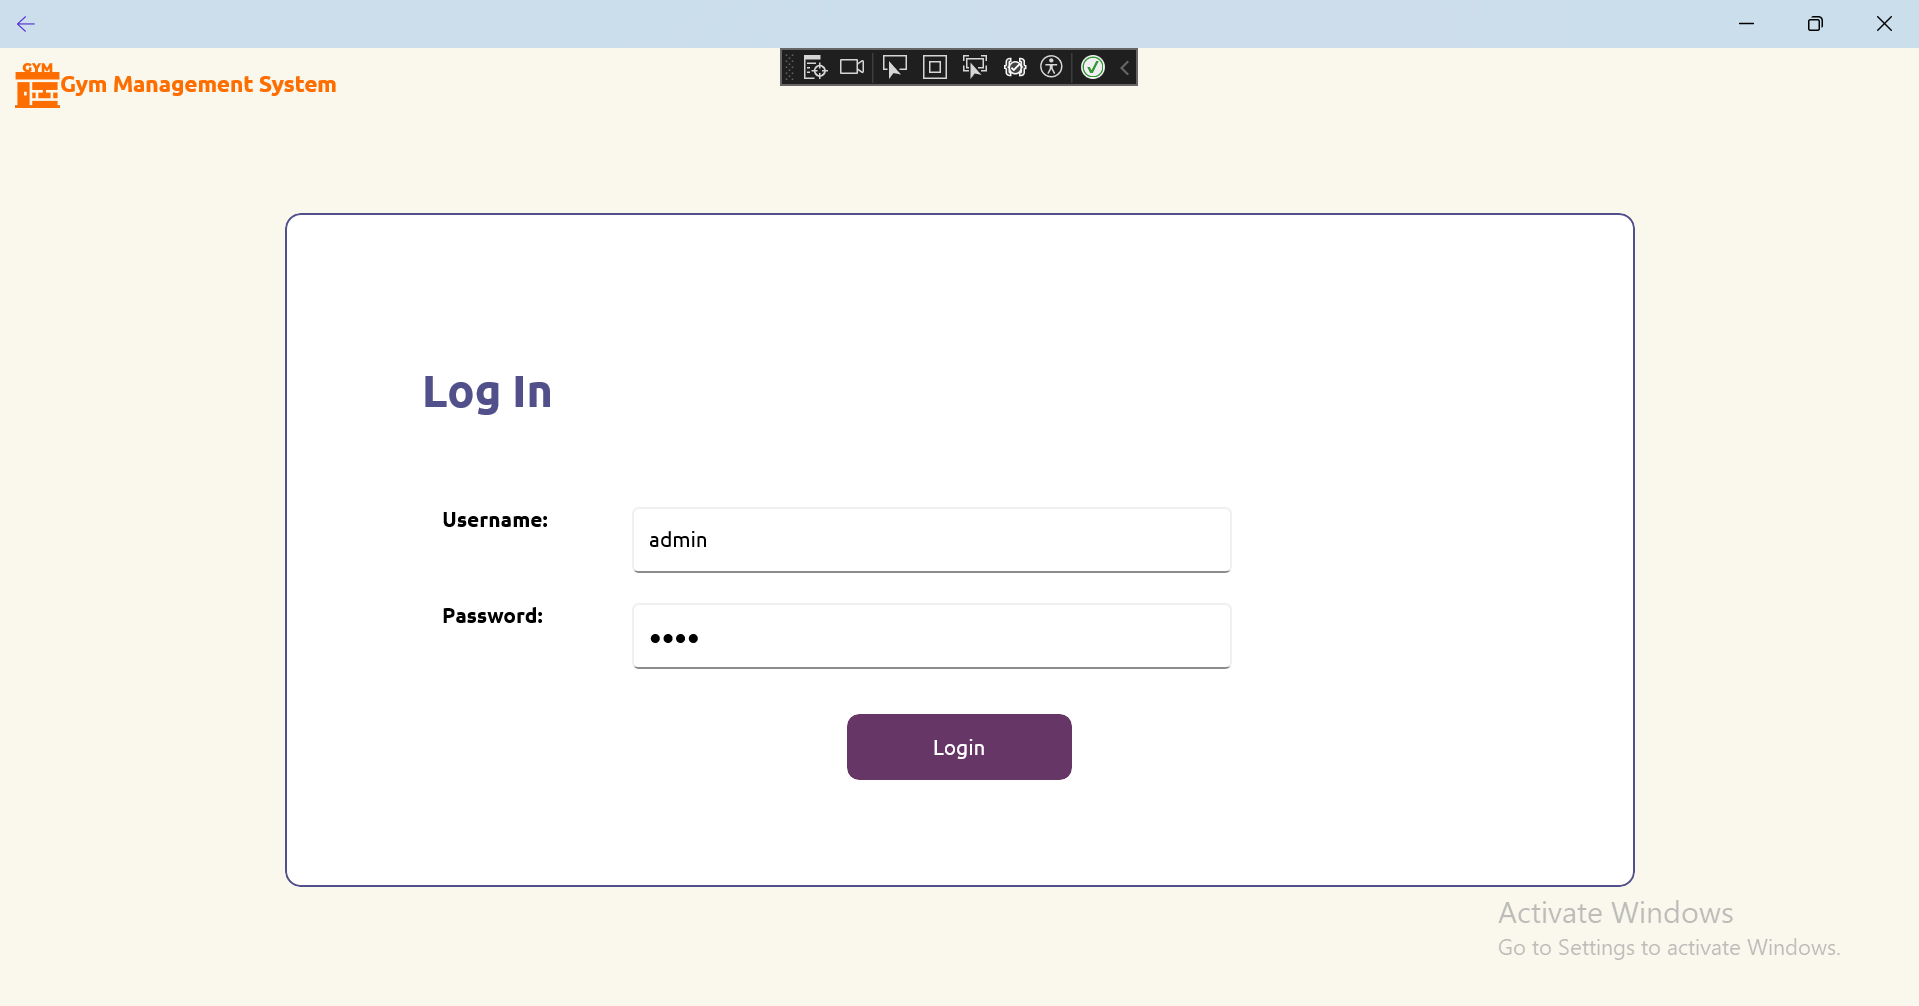 GYM
Gym Management System
Log In
Username:
admin
Password:
Login
Activate Windows
Go to Settings to activate Windows.